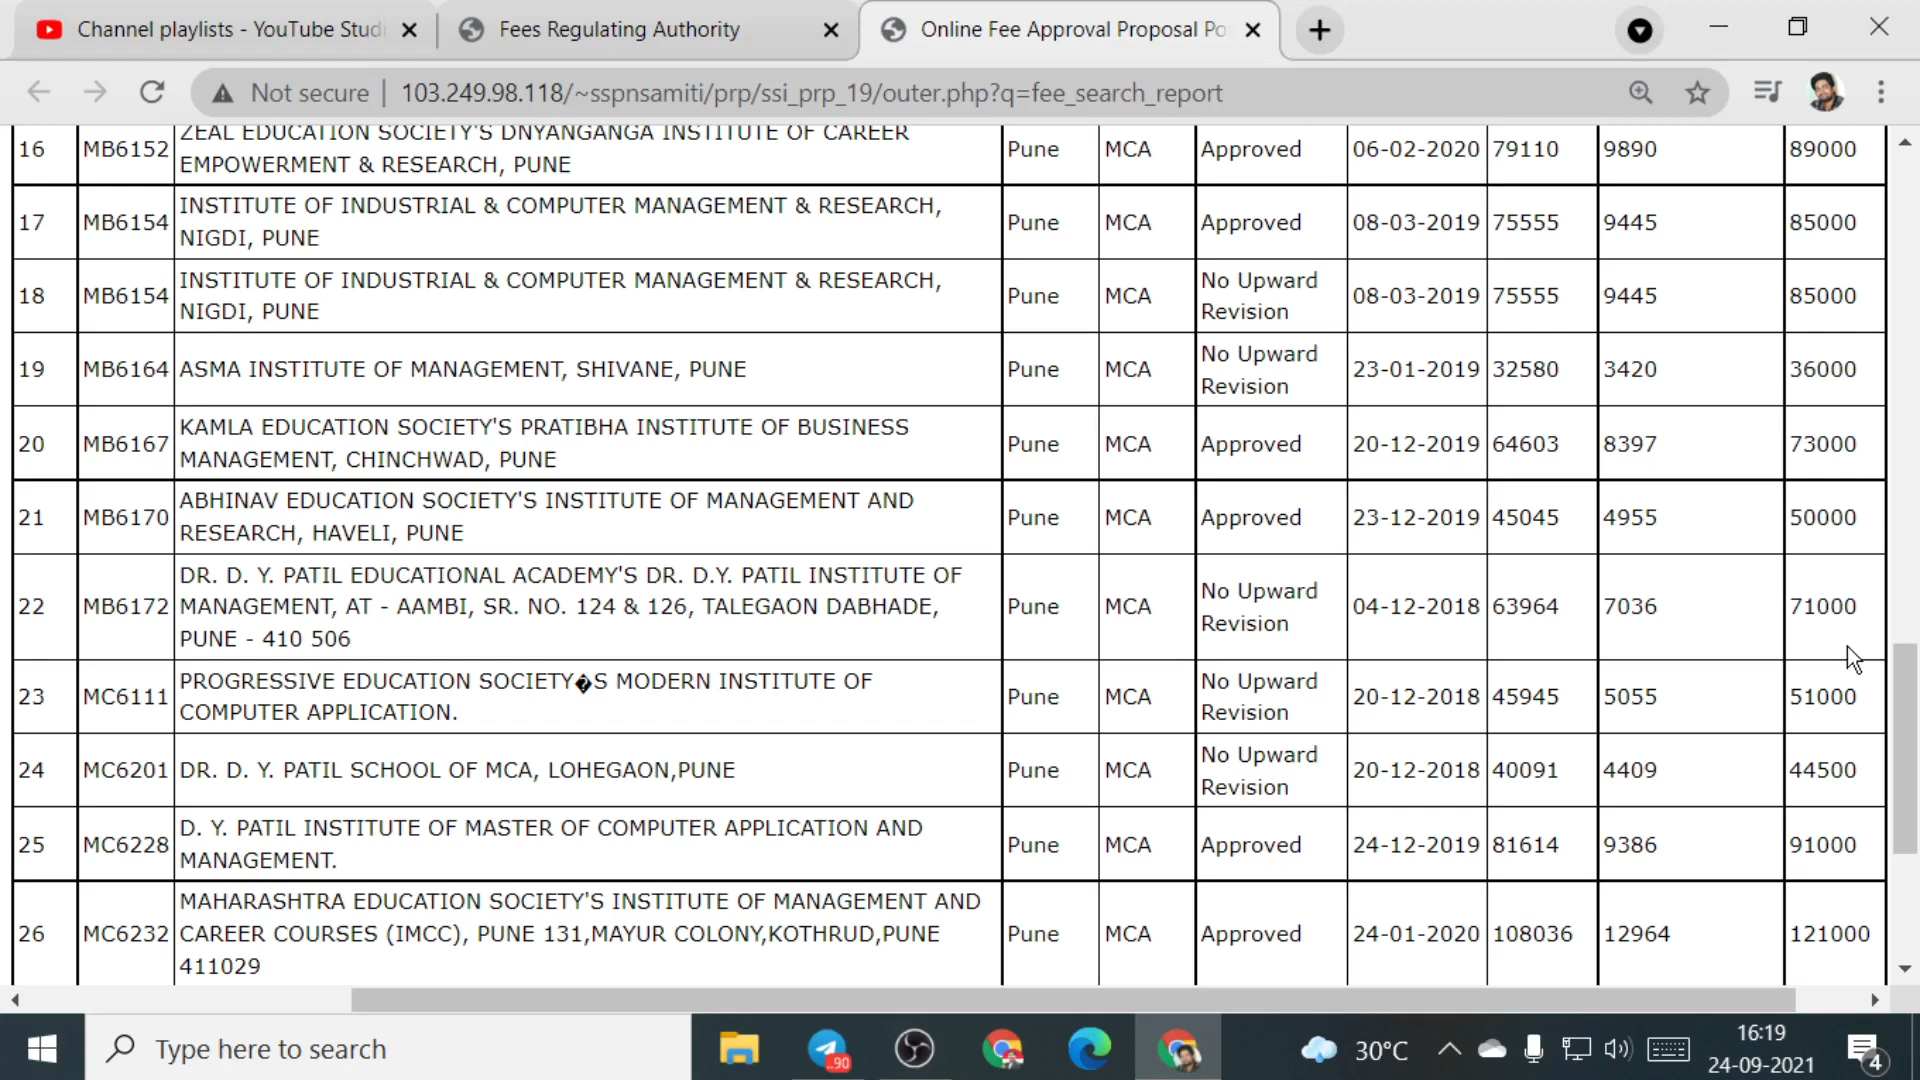 Channel playlists - YouTube Studi
Fees Regulating Authority
Online Fee Approval Proposal Po
Not secure | 103.249.98.118/~sspnsamiti/prp/ssi_prp_19/outer.php?q=fee_search_report
16 MB6152 ZEAL EDUCATION SOCIETY'S DNYANGANGA INSTITUTE OF CAREER
EMPOWERMENT & RESEARCH, PUNE Pune MCA Approved 06-02-2020 79110 9890 89000
17 MB6154 INSTITUTE OF INDUSTRIAL & COMPUTER MANAGEMENT & RESEARCH,
NIGDI, PUNE Pune MCA Approved 08-03-2019 75555 9445 85000
18 MB6154 INSTITUTE OF INDUSTRIAL & COMPUTER MANAGEMENT & RESEARCH,
NIGDI, PUNE Pune MCA No Upward
Revision 08-03-2019 75555 9445 85000
19 MB6164 ASMA INSTITUTE OF MANAGEMENT, SHIVANE, PUNE Pune MCA No Upward
Revision 23-01-2019 32580 3420 36000
20 MB6167 KAMLA EDUCATION SOCIETY'S PRATIBHA INSTITUTE OF BUSINESS
MANAGEMENT, CHINCHWAD, PUNE Pune MCA Approved 20-12-2019 64603 8397 73000
21 MB6170 ABHINAV EDUCATION SOCIETY'S INSTITUTE OF MANAGEMENT AND
RESEARCH, HAVELI, PUNE Pune MCA Approved 23-12-2019 45045 4955 50000
22 MB6172 DR. D. Y. PATIL EDUCATIONAL ACADEMY'S DR. D.Y. PATIL INSTITUTE OF
MANAGEMENT, AT - AAMBI, SR. NO. 124 & 126, TALEGAON DABHADE,
PUNE - 410 506 Pune MCA No Upward
Revision 04-12-2018 63964 7036 71000
23 MC6111 PROGRESSIVE EDUCATION SOCIETY�S MODERN INSTITUTE OF
COMPUTER APPLICATION. Pune MCA No Upward
Revision 20-12-2018 45945 5055 51000
24 MC6201 DR. D. Y. PATIL SCHOOL OF MCA, LOHEGAON,PUNE Pune MCA No Upward
Revision 20-12-2018 40091 4409 44500
25 MC6228 D. Y. PATIL INSTITUTE OF MASTER OF COMPUTER APPLICATION AND
MANAGEMENT. Pune MCA Approved 24-12-2019 81614 9386 91000
26 MC6232 MAHARASHTRA EDUCATION SOCIETY'S INSTITUTE OF MANAGEMENT AND
CAREER COURSES (IMCC), PUNE 131,MAYUR COLONY,KOTHRUD,PUNE
411029 Pune MCA Approved 24-01-2020 108036 12964 121000
Type here to search
..90
30°C
16:19
24-09-2021
4